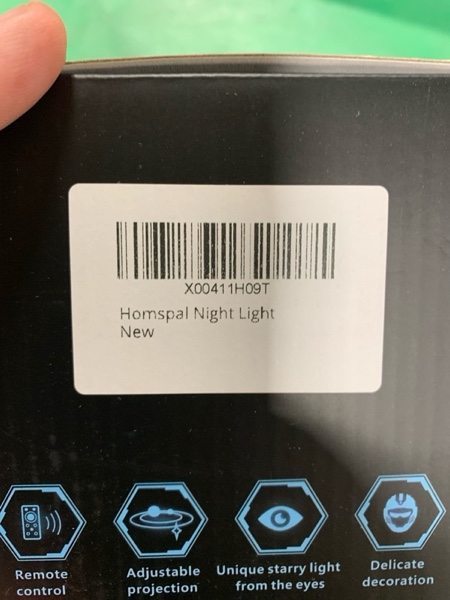 X00411H09T
Homspal Night Light
New
Remote
control
Adjustable
projection
Unique starry light
from the eyes
Delicate
decoration